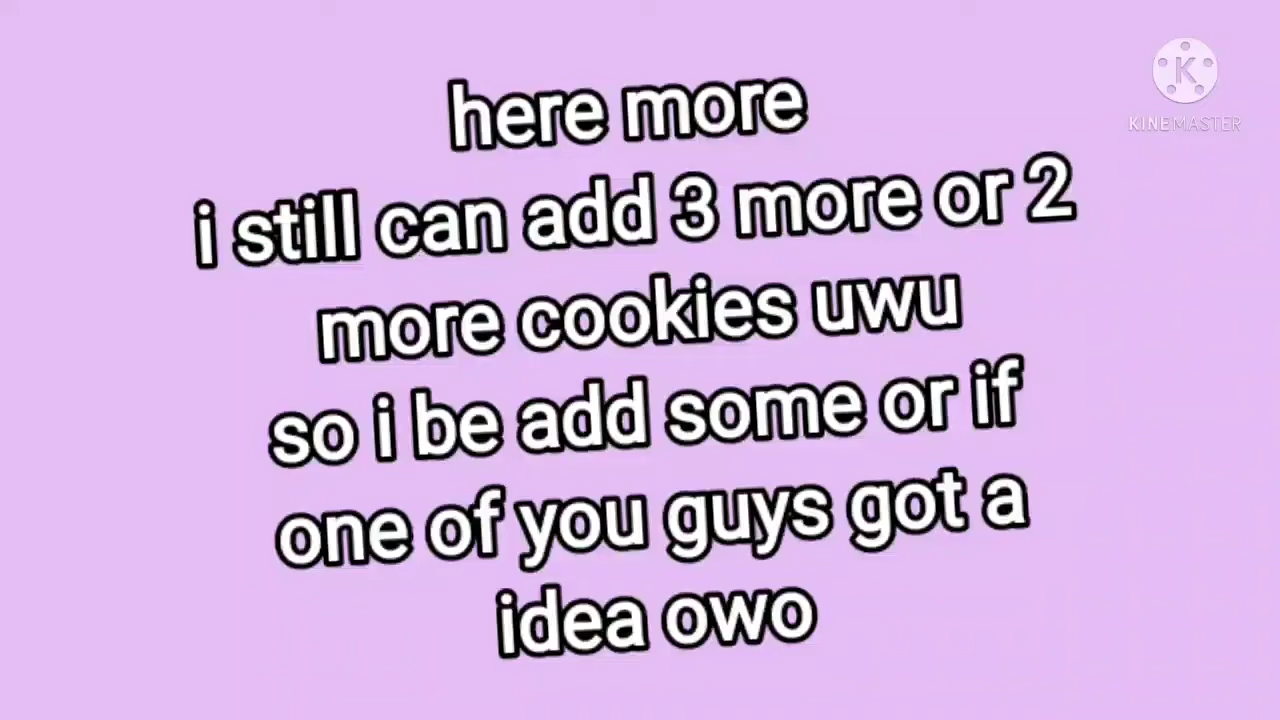 here more
i still can add 3 more or 2
more cookies uwu
so i be add some or if
one of you guys got a
idea owo
K
KINEMASTER